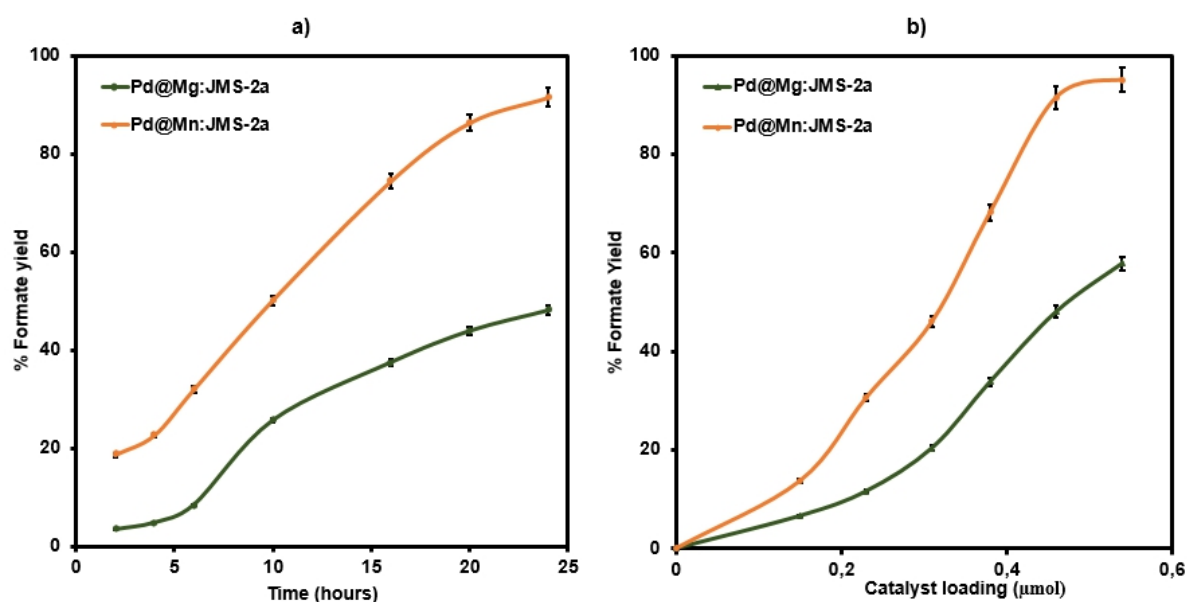 a)
100
80
60
40
20
0
% Formate yield
Pd@Mg:JMS-2a
Pd@Mn:JMS-2a
0 5 10 15 20 25
Time (hours)
b)
100
80
60
40
20
0
% Formate Yield
Pd@Mg:JMS-2a
Pd@Mn:JMS-2a
0 0,2 0,4 0,6
Catalyst loading (μmol)